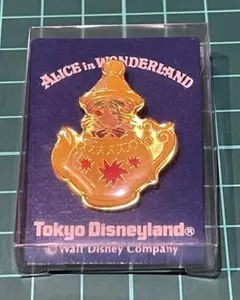 ALICE in WONDERLAND
Tokyo Disneyland®
© Walt Disney Company